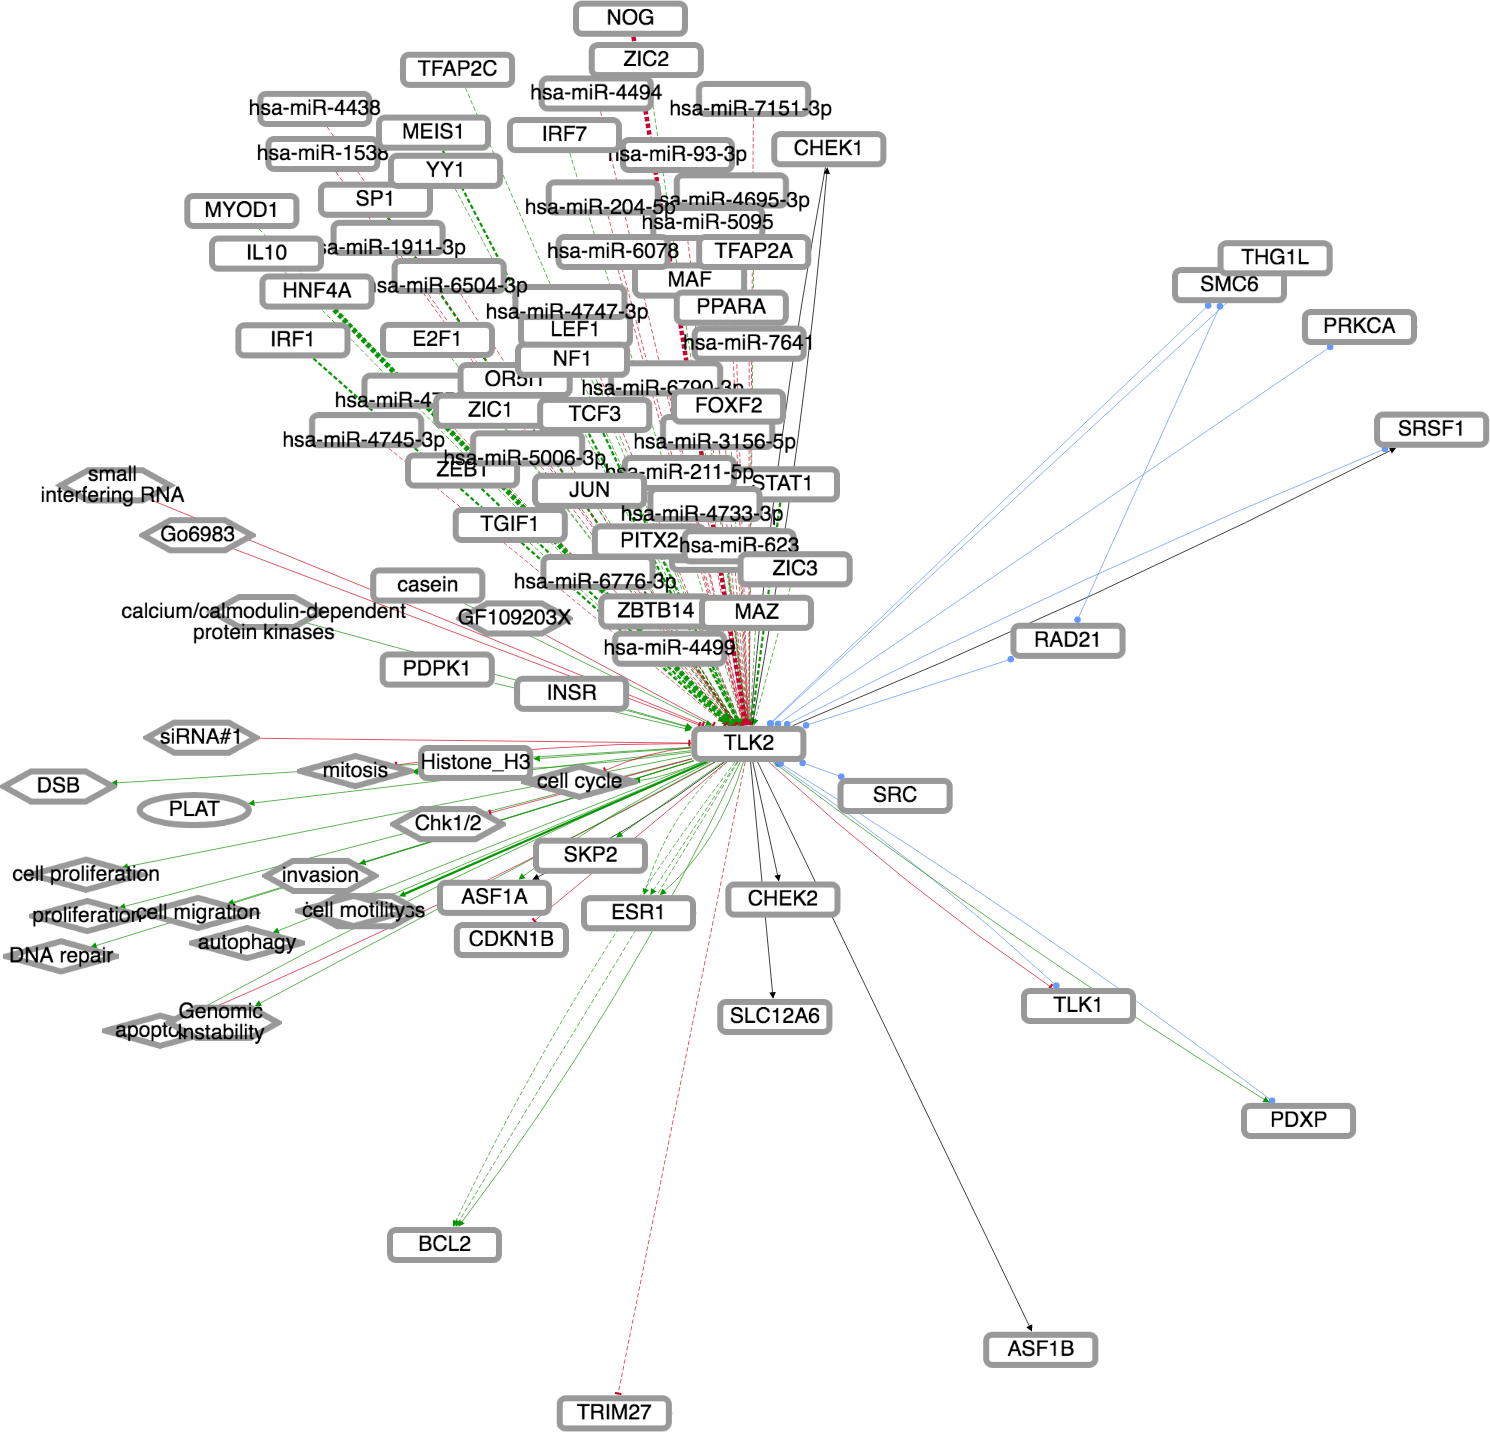 NOG
ZIC2
TFAP2C
hsa-miR-4494
hsa-miR-7151-3p
hsa-miR-4438
MEIS1
IRF7
CHEK1
hsa-miR-1538
hsa-miR-93-3p
YY1
SP1
hsa-miR-4695-3p
hsa-miR-204-5p
MYOD1
hsa-miR-5095
hsa-miR-1911-3p
IL10
hsa-miR-6078
TFAP2A
THG1L
MAF
SMC6
HNF4A
hsa-miR-6504-3p
PPARA
hsa-miR-4747-3p
PRKCA
LEF1
IRF1
E2F1
hsa-miR-7641
NF1
hsa-miR-6790-3p
ZIC1
TCF3
FOXF2
SRSF1
hsa-miR-4745-3p
hsa-miR-3156-5p
hsa-miR-5006-3p
ZEB1
hsa-miR-211-5p
small
interfering RNA
STAT1
JUN
hsa-miR-4733-3p
TGIF1
Go6983
PITX2
hsa-miR-623
ZIC3
hsa-miR-6776-3p
casein
calcium/calmodulin-dependent
protein kinases
GF109203X
ZBTB14
MAZ
RAD21
hsa-miR-4499
PDPK1
INSR
siRNA#1
TLK2
Histone_H3
mitosis
cell cycle
DSB
PLAT
SRC
Chk1/2
SKP2
cell proliferation
invasion
ASF1A
CHEK2
proliferation
cell migration
cell motility
ESR1
CDKN1B
autophagy
DNA repair
TLK1
Genomic
Instability
SLC12A6
PDXP
BCL2
ASF1B
TRIM27